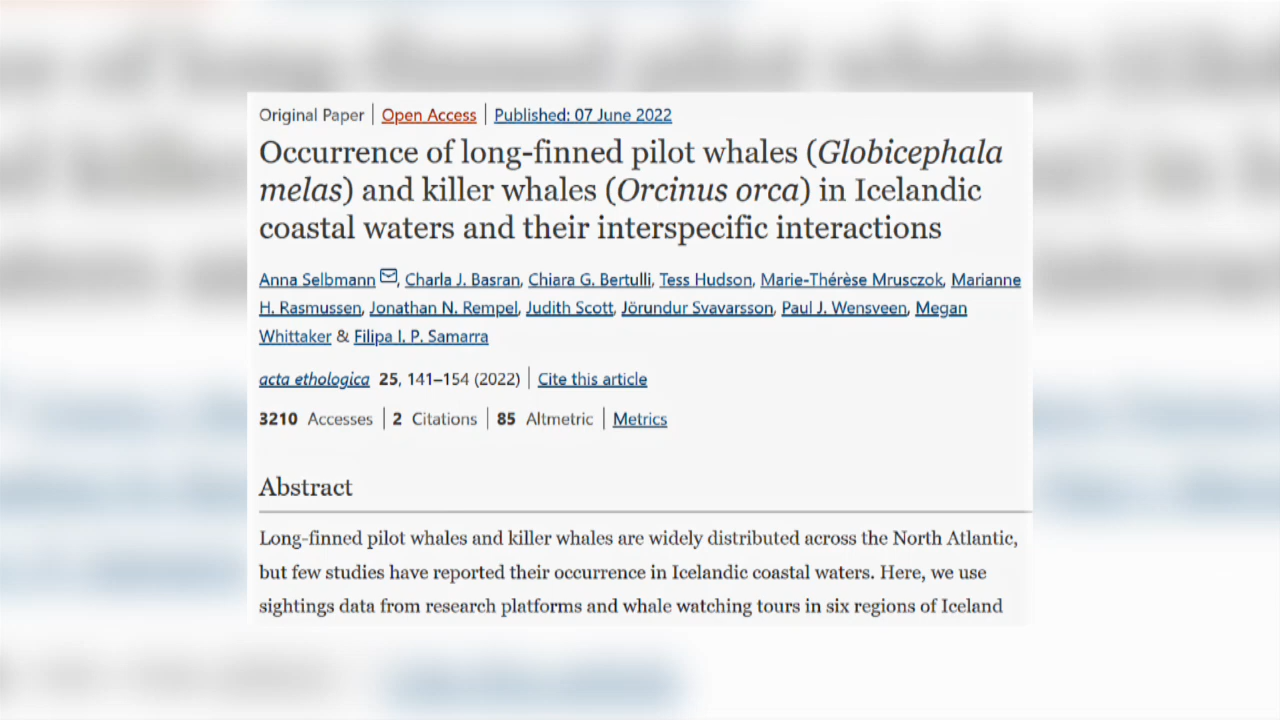 Original Paper | Open Access | Published: 07 June 2022
Occurrence of long-finned pilot whales (Globicephala
melas) and killer whales (Orcinus orca) in Icelandic
coastal waters and their interspecific interactions
Anna Selbmann, Charla J. Basran, Chiara G. Bertulli, Tess Hudson, Marie-Thérèse Mrusczok, Marianne
H. Rasmussen, Jonathan N. Rempel, Judith Scott, Jörundur Svavarsson, Paul J. Wensveen, Megan
Whittaker & Filipa I. P. Samarra
acta ethologica 25, 141–154 (2022) | Cite this article
3210 Accesses | 2 Citations | 85 Altmetric | Metrics
Abstract
Long-finned pilot whales and killer whales are widely distributed across the North Atlantic,
but few studies have reported their occurrence in Icelandic coastal waters. Here, we use
sightings data from research platforms and whale watching tours in six regions of Iceland